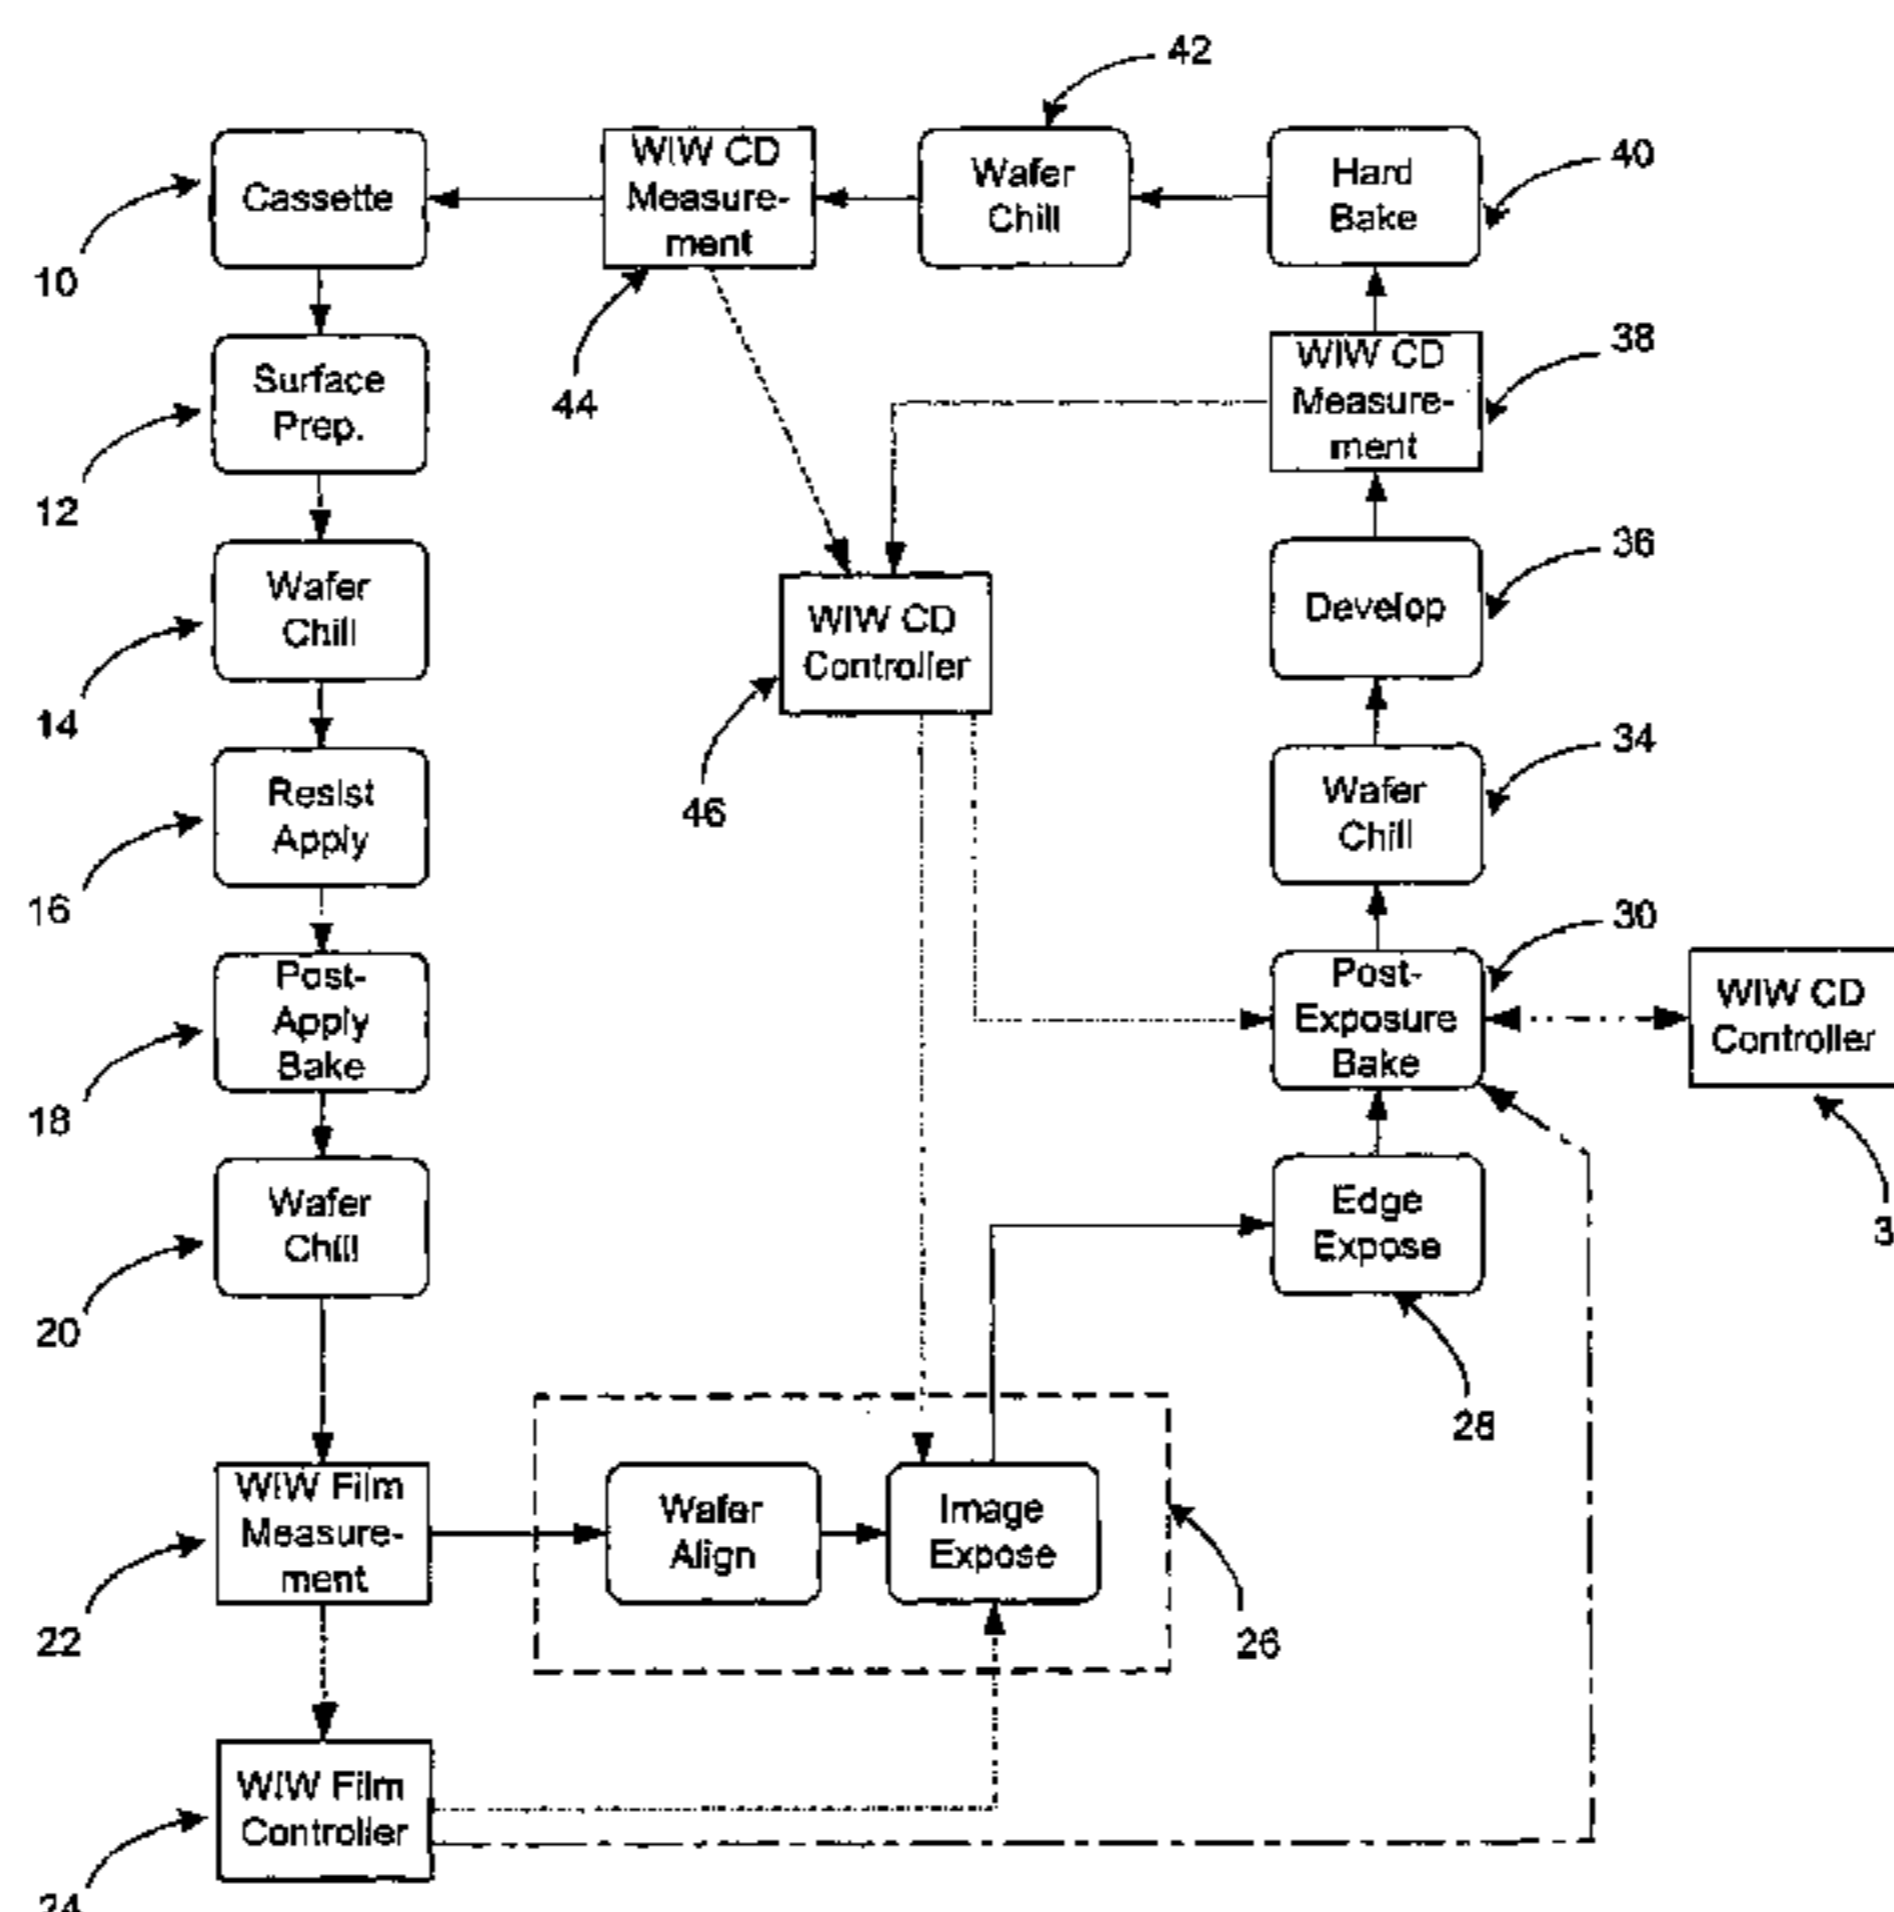 42
WIW CD
Measure-
ment
Wafer
Chill
Hard
Bake
40
Cassette
10
44
WIW CD
Measure-
ment
38
Surface
Prep.
12
Develop
36
Wafer
Chill
14
WIW CD
Controller
46
Wafer
Chill
34
Resist
Apply
16
Post-
Exposure
Bake
30
WIW CD
Controller
3
Post-
Apply
Bake
18
Edge
Expose
28
Wafer
Chill
20
WIW Film
Measure-
ment
22
Wafer
Align
Image
Expose
26
WIW Film
Controller
24